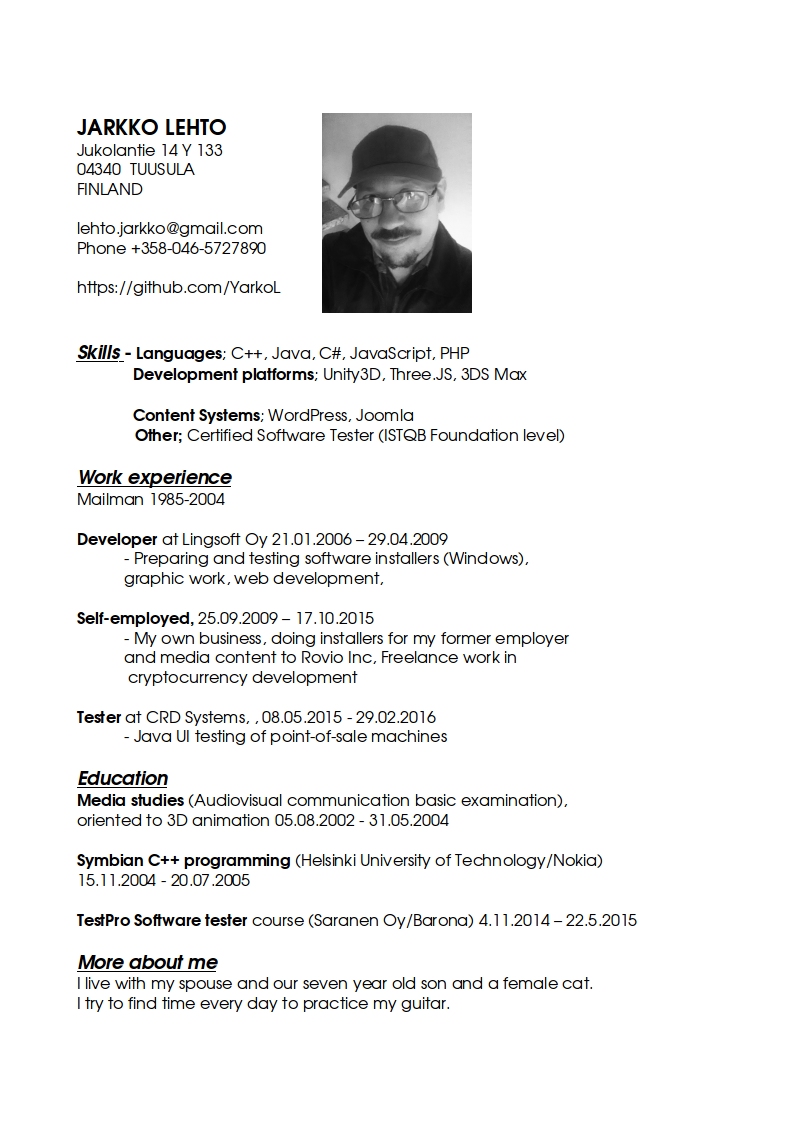 JARKKO LEHTO
Jukolantie 14 Y 133
04340 TUUSULA
FINLAND
lehto.jarkko@gmail.com
Phone +358-046-5727890
https://github.com/YarkoL
Skills - Languages; C++, Java, C#, JavaScript, PHP
Development platforms; Unity3D, Three.JS, 3DS Max
Content Systems; WordPress, Joomla
Other; Certified Software Tester (ISTQB Foundation level)
Work experience
Mailman 1985-2004
Developer at Lingsoft Oy 21.01.2006 – 29.04.2009
- Preparing and testing software installers (Windows),
graphic work, web development,
Self-employed, 25.09.2009 – 17.10.2015
- My own business, doing installers for my former employer
and media content to Rovio Inc, Freelance work in
cryptocurrency development
Tester at CRD Systems, , 08.05.2015 - 29.02.2016
- Java UI testing of point-of-sale machines
Education
Media studies (Audiovisual communication basic examination),
oriented to 3D animation 05.08.2002 - 31.05.2004
Symbian C++ programming (Helsinki University of Technology/Nokia)
15.11.2004 - 20.07.2005
TestPro Software tester course (Saranen Oy/Barona) 4.11.2014 – 22.5.2015
More about me
I live with my spouse and our seven year old son and a female cat.
I try to find time every day to practice my guitar.